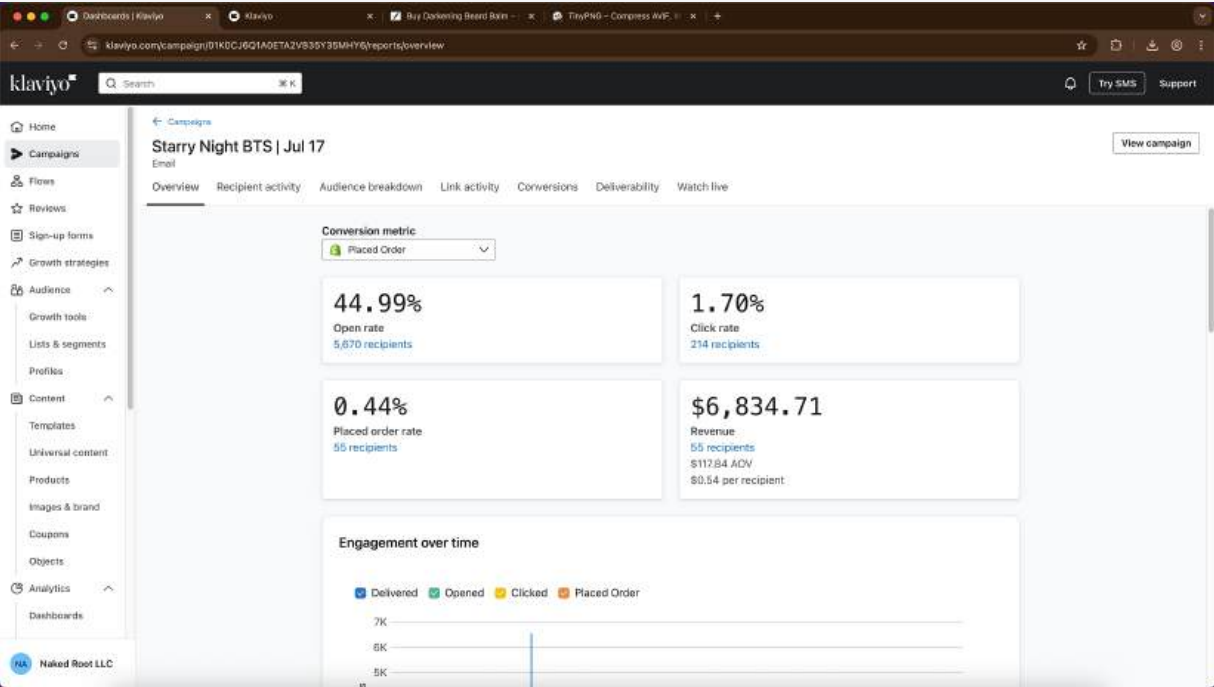 Dashboards | Klaviyo
Klaviyo
Buy Darkening Beard Balm –
TinyPNG – Compress AVIF,
klaviyo.com/campaign/01K0CJ6Q1A0ETA2V835Y35MHY6/reports/overview
klaviyo
Search
⌘ K
Try SMS
Support
Home
Campaigns
Flows
Reviews
Sign-up forms
Growth strategies
Audience
Growth tools
Lists & segments
Profiles
Content
Templates
Universal content
Products
Images & brand
Coupons
Objects
Analytics
Dashboards
NA
Naked Root LLC
← Campaigns
Starry Night BTS | Jul 17
Email
View campaign
Overview Recipient activity Audience breakdown Link activity Conversions Deliverability Watch live
Conversion metric
Placed Order
44.99%
Open rate
5,670 recipients
1.70%
Click rate
214 recipients
0.44%
Placed order rate
55 recipients
$6,834.71
Revenue
55 recipients
$117.84 AOV
$0.54 per recipient
Engagement over time
Delivered Opened Clicked Placed Order
7K
6K
5K